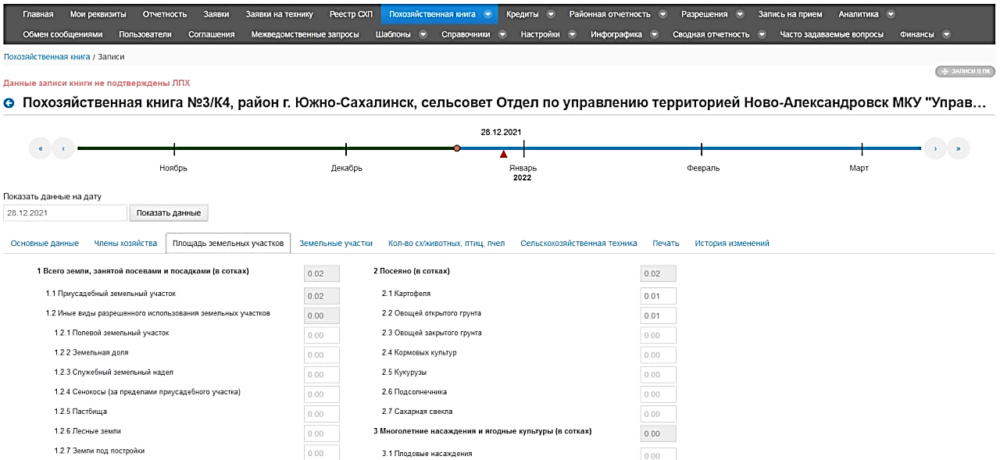 Главная Мои реквизиты Отчетность Заявки Заявки на технику Реестр СХП Похозяйственная книга Кредиты Районная отчетность Разрешения Запись на прием Аналитика
Обмен сообщениями Пользователи Соглашения Межведомственные запросы Шаблоны Справочники Настройки Инфографика Сводная отчетность Часто задаваемые вопросы Финансы
Похозяйственная книга / Записи
ЗАПИСИ В ПК
Данные записи книги не подтверждены ЛПХ
Похозяйственная книга №3/К4, район г. Южно-Сахалинск, сельсовет Отдел по управлению территорией Ново-Александровск МКУ "Управ...
28.12.2021
« ‹ › »
Ноябрь Декабрь Январь Февраль Март
2022
Показать данные на дату
28.12.2021 Показать данные
Основные данные Члены хозяйства Площадь земельных участков Земельные участки Кол-во сх/животных, птиц, пчел Сельскохозяйственная техника Печать История изменений
1 Всего земли, занятой посевами и посадками (в сотках) 0.02 2 Посеяно (в сотках) 0.02
1.1 Приусадебный земельный участок 0.02 2.1 Картофеля 0.01
1.2 Иные виды разрешенного использования земельных участков 0.00 2.2 Овощей открытого грунта 0.01
1.2.1 Полевой земельный участок 0.00 2.3 Овощей закрытого грунта 0.00
1.2.2 Земельная доля 0.00 2.4 Кормовых культур 0.00
1.2.3 Служебный земельный надел 0.00 2.5 Кукурузы 0.00
1.2.4 Сенокосы (за пределами приусадебного участка) 0.00 2.6 Подсолнечника 0.00
1.2.5 Пастбища 0.00 2.7 Сахарная свекла 0.00
1.2.6 Лесные земли 0.00 3 Многолетние насаждения и ягодные культуры (в сотках) 0.00
1.2.7 Земли под постройки 0.00 3.1 Плодовые насаждения 0.00